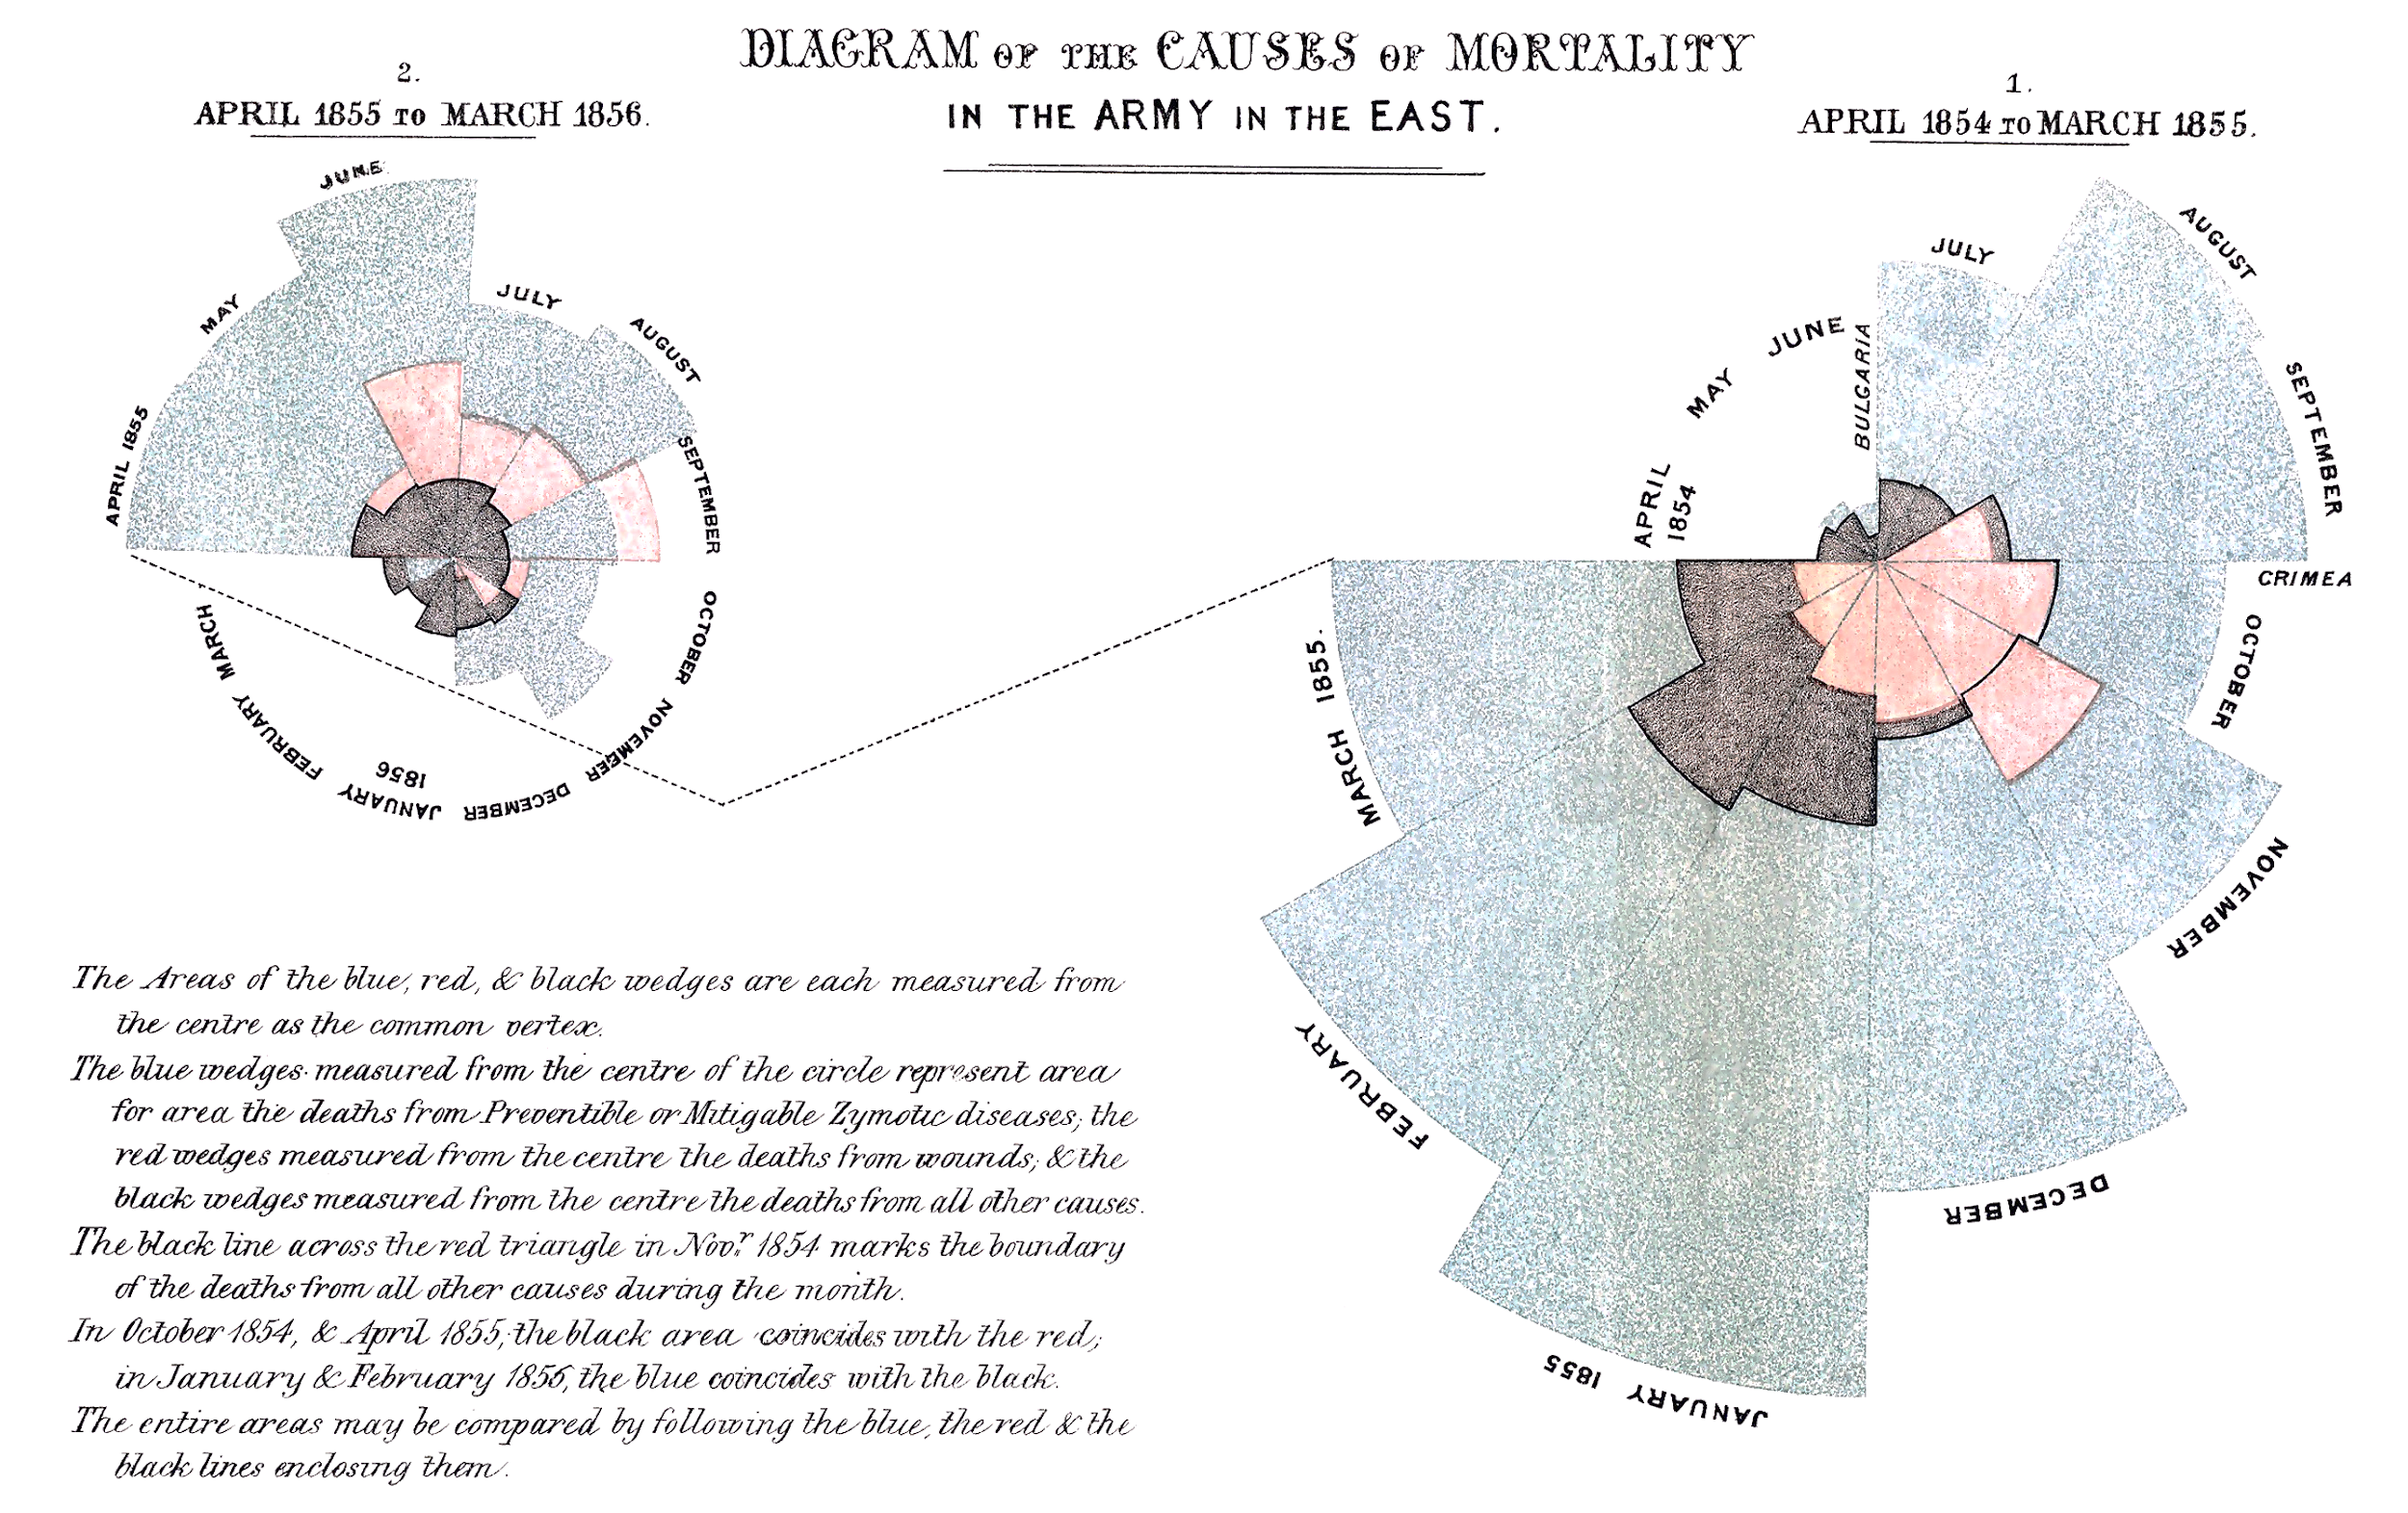 DIAGRAM OF THE CAUSES OF MORTALITY
IN THE ARMY IN THE EAST.
2.
APRIL 1855 TO MARCH 1856.
JUNE
MAY
APRIL 1855
JULY
AUGUST
SEPTEMBER
OCTOBER
NOVEMBER
DECEMBER
JANUARY
1856
FEBRUARY
MARCH
1.
APRIL 1854 TO MARCH 1855.
APRIL
1854
MAY
JUNE
BULGARIA
JULY
AUGUST
SEPTEMBER
CRIMEA
OCTOBER
NOVEMBER
DECEMBER
JANUARY 1855
FEBRUARY
MARCH 1855.
The Areas of the blue, red, & black wedges are each measured from
the centre as the common vertex.
The blue wedges measured from the centre of the circle represent area
for area the deaths from Preventible or Mitigable Zymotic diseases; the
red wedges measured from the centre the deaths from wounds; & the
black wedges measured from the centre the deaths from all other causes.
The black line across the red triangle in Novr. 1854 marks the boundary
of the deaths from all other causes during the month.
In October 1854, & April 1855, the black area coincides with the red;
in January & February 1856, the blue coincides with the black.
The entire areas may be compared by following the blue, the red & the
black lines enclosing them.